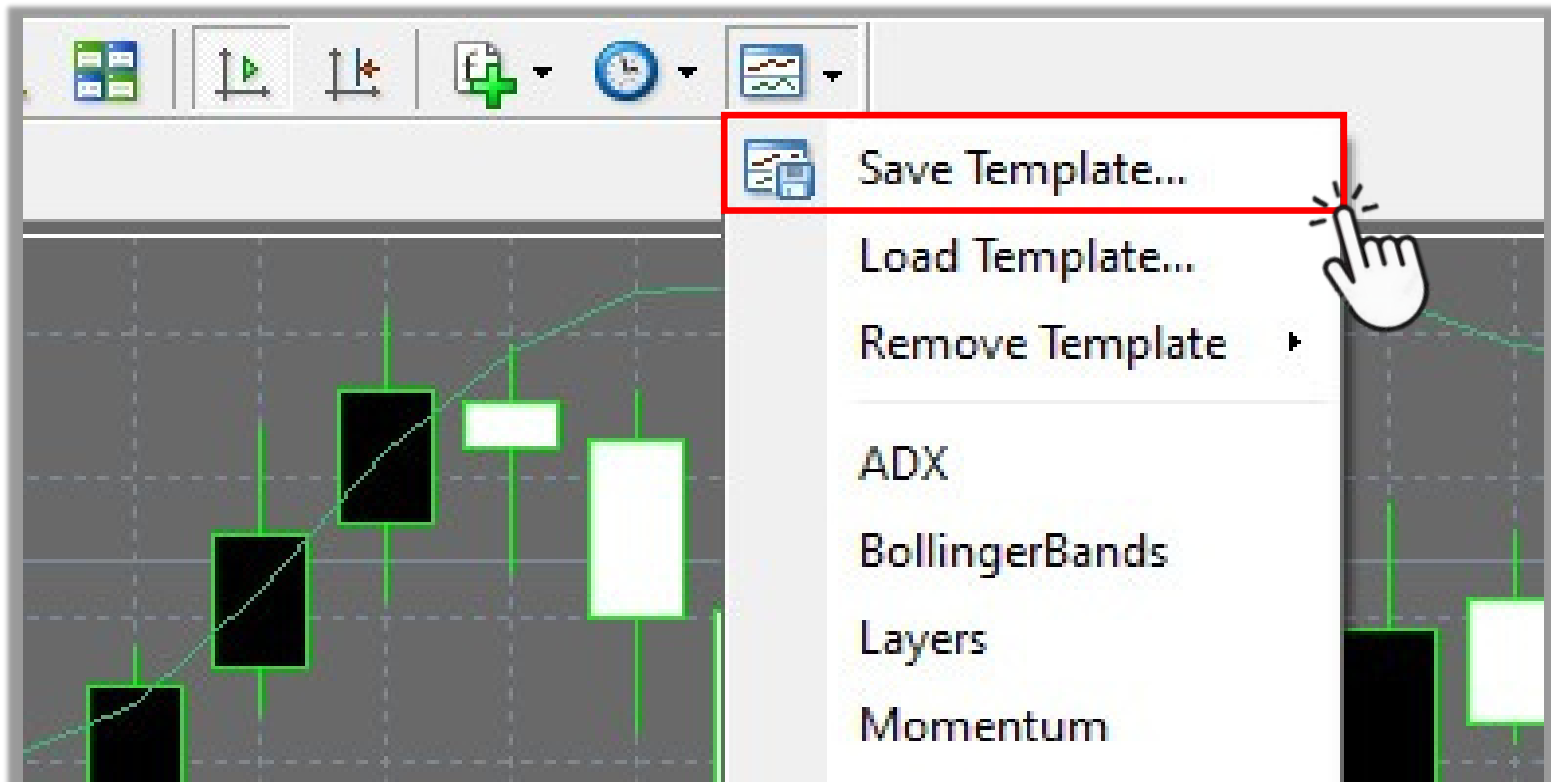 Save Template...
Load Template...
Remove Template
ADX
BollingerBands
Layers
Momentum